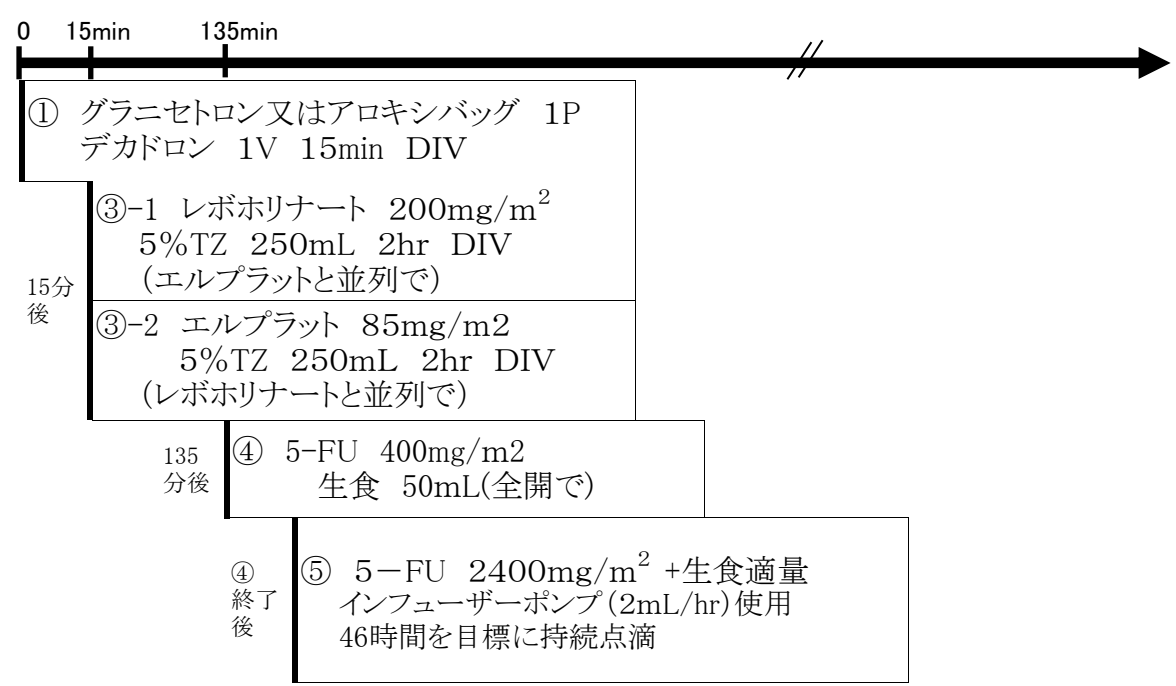 0 15min 135min
① グラニセトロン又はアロキシバッグ 1P
デカドロン 1V 15min DIV
③-1 レボホリナート 200mg/m²
5%TZ 250mL 2hr DIV
(エルプラットと並列で)
15分
後
③-2 エルプラット 85mg/m2
5%TZ 250mL 2hr DIV
(レボホリナートと並列で)
135
分後
④ 5-FU 400mg/m2
生食 50mL(全開で)
④
終了
後
⑤ 5-FU 2400mg/m² +生食適量
インフューザーポンプ(2mL/hr)使用
46時間を目標に持続点滴